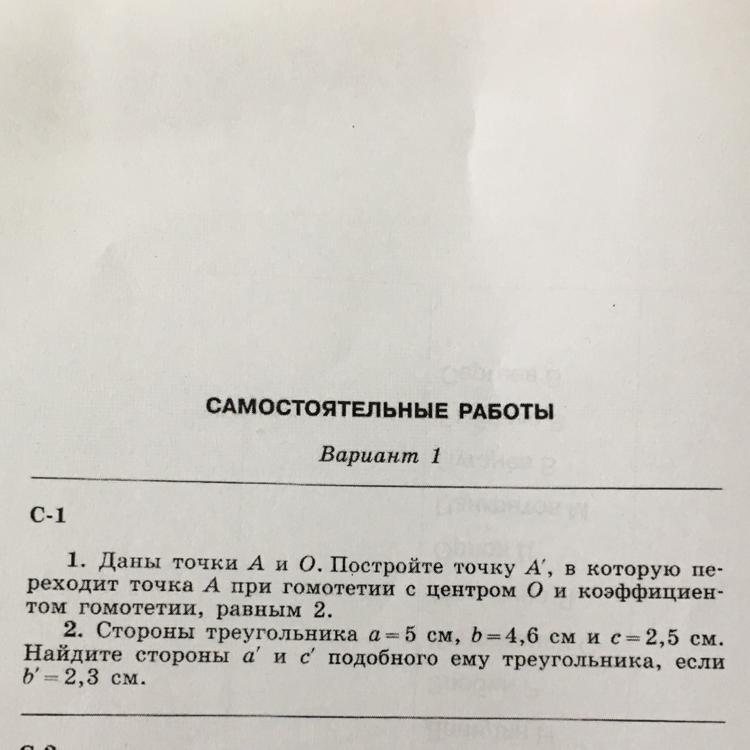 САМОСТОЯТЕЛЬНЫЕ РАБОТЫ
Вариант 1
С-1
1. Даны точки A и O. Постройте точку A′, в которую пе-
реходит точка A при гомотетии с центром O и коэффициен-
том гомотетии, равным 2.
2. Стороны треугольника a=5 см, b=4,6 см и c=2,5 см.
Найдите стороны a′ и c′ подобного ему треугольника, если
b′=2,3 см.